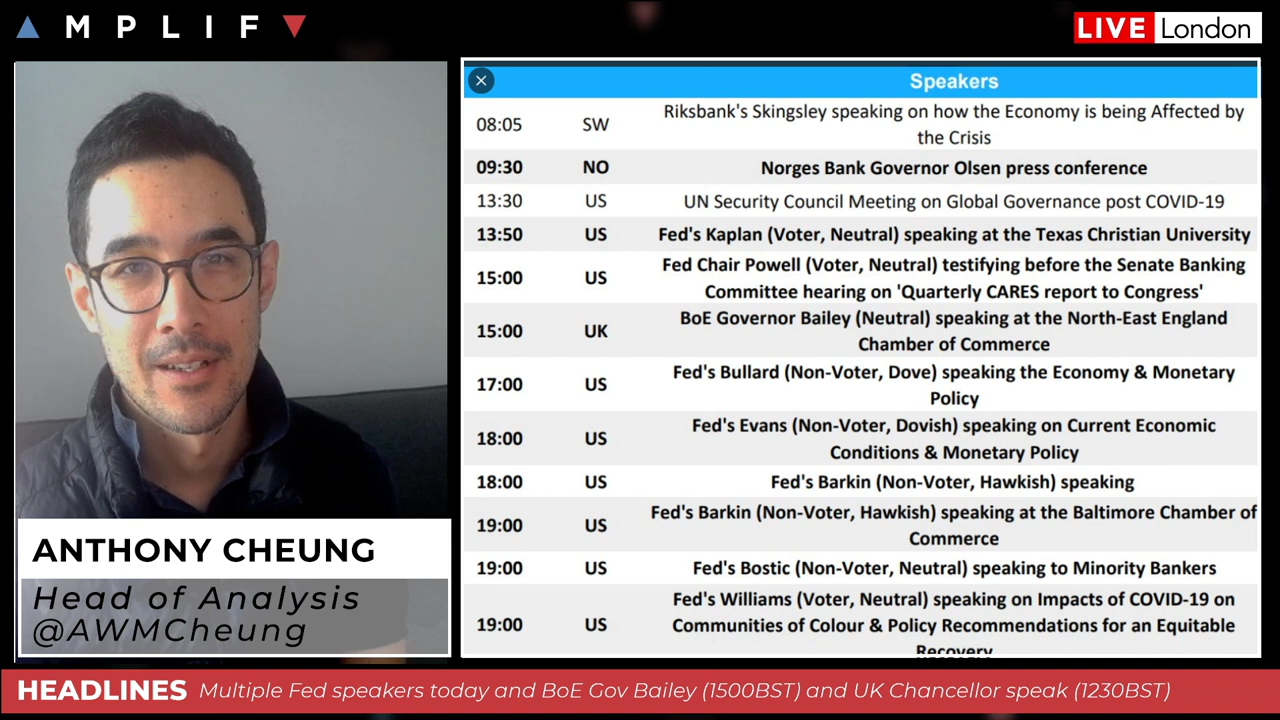 AMPLIFY
LIVE London
Speakers
08:05 SW Riksbank's Skingsley speaking on how the Economy is being Affected by
the Crisis
09:30 NO Norges Bank Governor Olsen press conference
13:30 US UN Security Council Meeting on Global Governance post COVID-19
13:50 US Fed's Kaplan (Voter, Neutral) speaking at the Texas Christian University
15:00 US Fed Chair Powell (Voter, Neutral) testifying before the Senate Banking
Committee hearing on 'Quarterly CARES report to Congress'
15:00 UK BoE Governor Bailey (Neutral) speaking at the North-East England
Chamber of Commerce
17:00 US Fed's Bullard (Non-Voter, Dove) speaking the Economy & Monetary
Policy
18:00 US Fed's Evans (Non-Voter, Dovish) speaking on Current Economic
Conditions & Monetary Policy
18:00 US Fed's Barkin (Non-Voter, Hawkish) speaking
19:00 US Fed's Barkin (Non-Voter, Hawkish) speaking at the Baltimore Chamber of
Commerce
19:00 US Fed's Bostic (Non-Voter, Neutral) speaking to Minority Bankers
19:00 US Fed's Williams (Voter, Neutral) speaking on Impacts of COVID-19 on
Communities of Colour & Policy Recommendations for an Equitable
Recovery
ANTHONY CHEUNG
Head of Analysis
@AWMCheung
HEADLINES Multiple Fed speakers today and BoE Gov Bailey (1500BST) and UK Chancellor speak (1230BST)